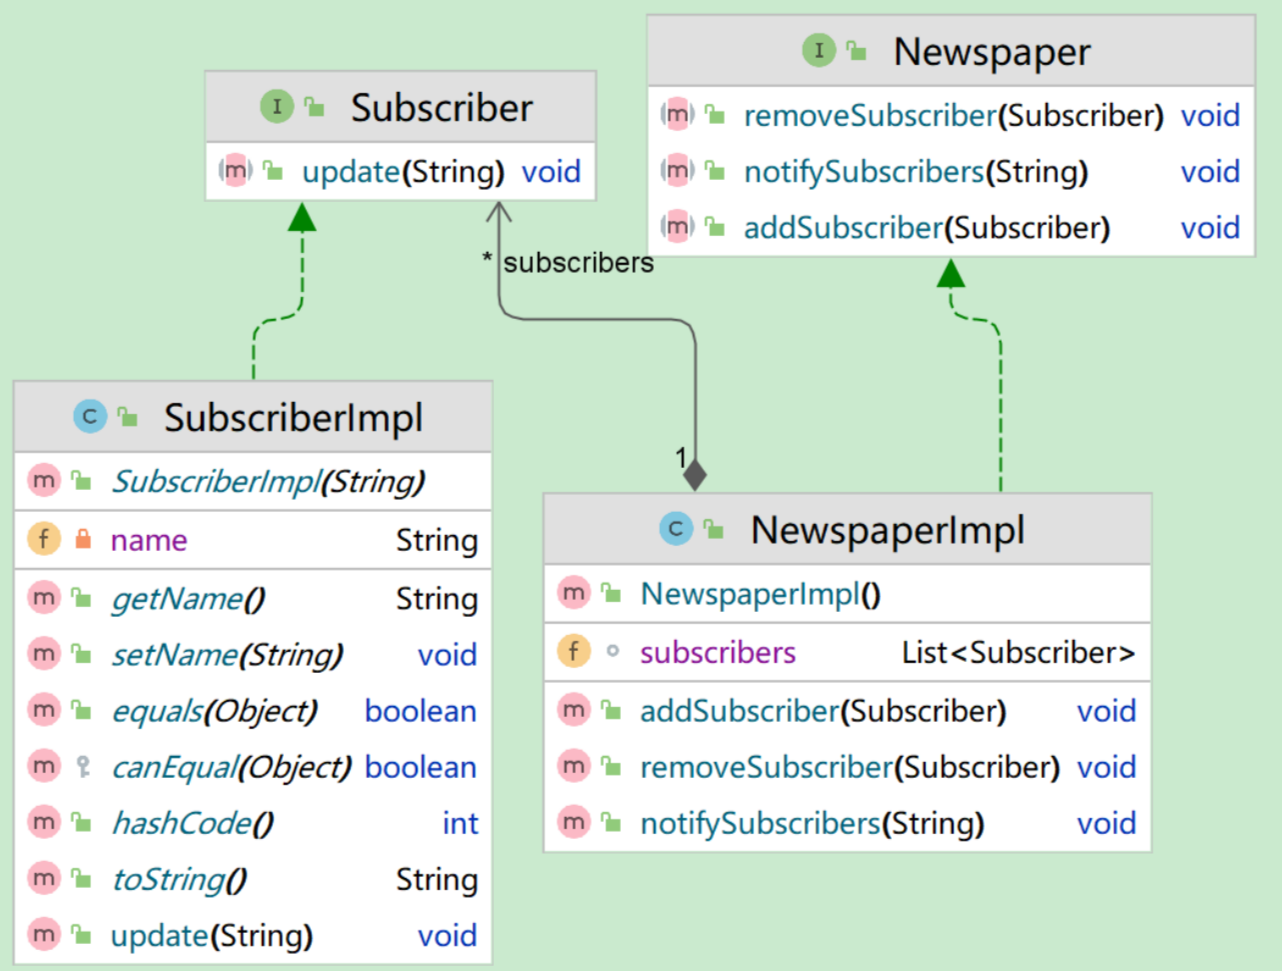 I Subscriber
m update(String) void
I Newspaper
m removeSubscriber(Subscriber) void
m notifySubscribers(String) void
m addSubscriber(Subscriber) void
* subscribers
1
C SubscriberImpl
m SubscriberImpl(String)
f name String
m getName() String
m setName(String) void
m equals(Object) boolean
m canEqual(Object) boolean
m hashCode() int
m toString() String
m update(String) void
C NewspaperImpl
m NewspaperImpl()
f subscribers List<Subscriber>
m addSubscriber(Subscriber) void
m removeSubscriber(Subscriber) void
m notifySubscribers(String) void